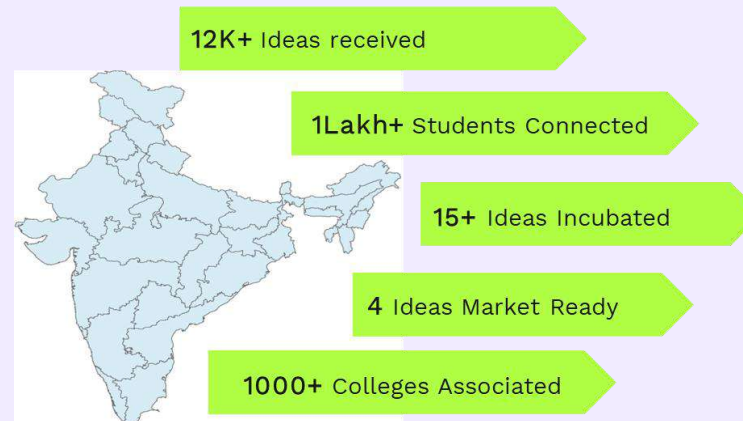 12K+ Ideas received
1Lakh+ Students Connected
15+ Ideas Incubated
4 Ideas Market Ready
1000+ Colleges Associated